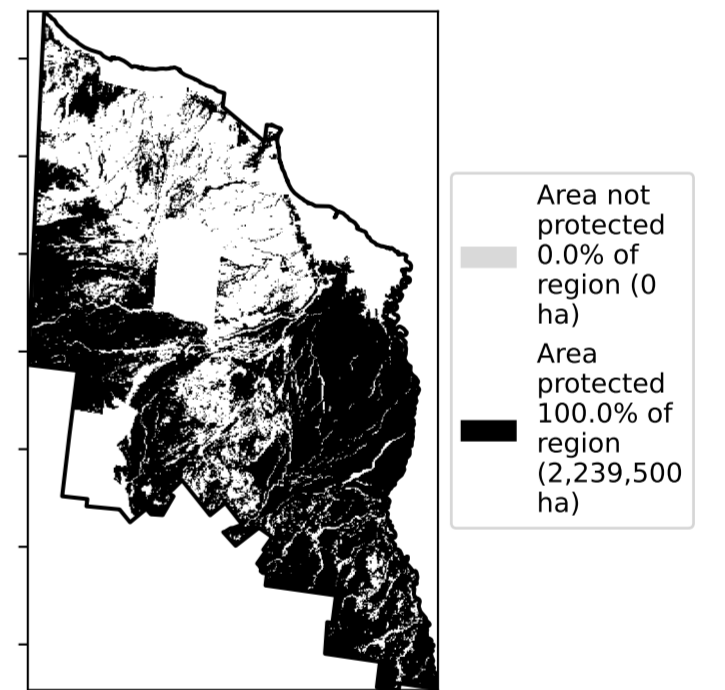 Area not
protected
0.0% of
region (0
ha)
Area
protected
100.0% of
region
(2,239,500
ha)